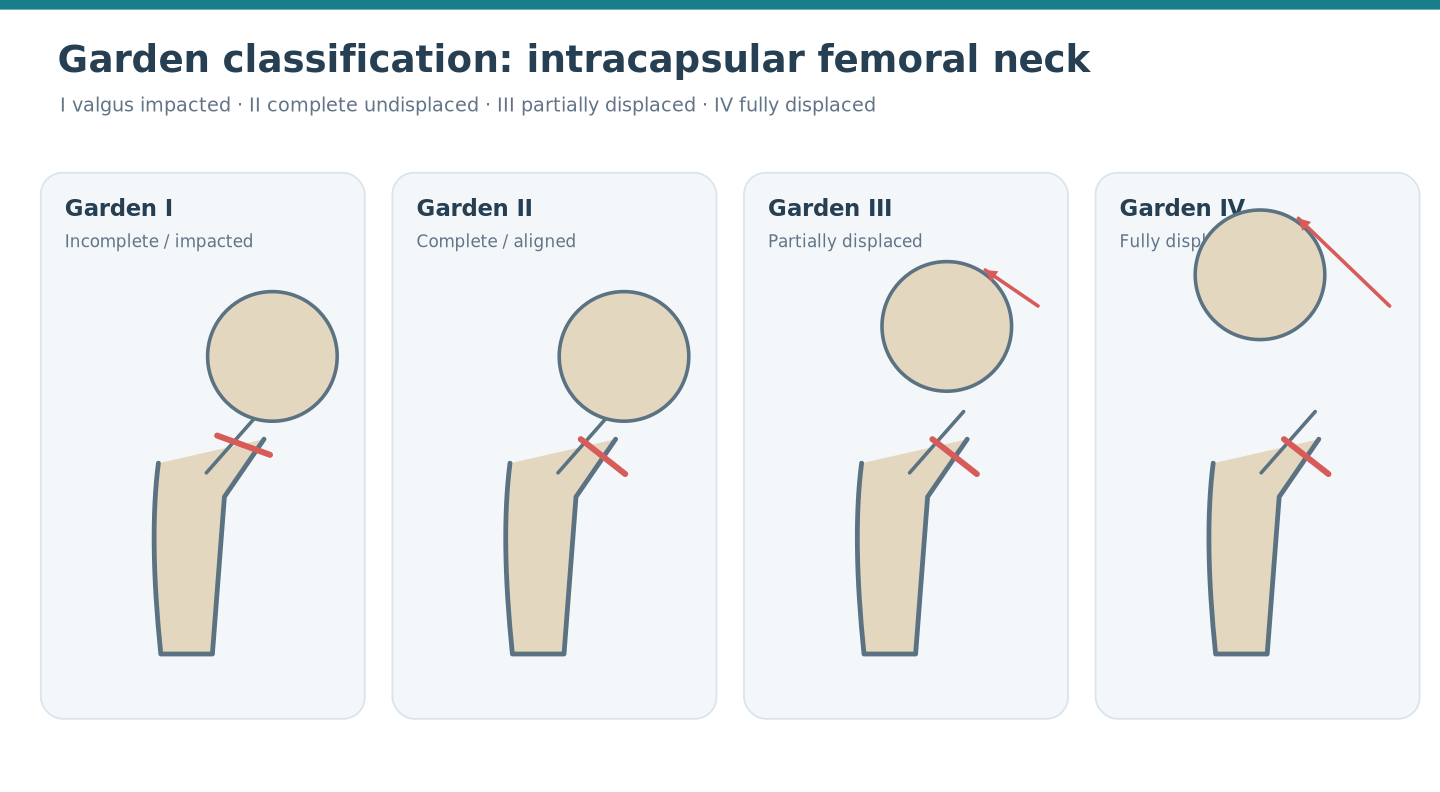 Garden classification: intracapsular femoral neck
I valgus impacted · II complete undisplaced · III partially displaced · IV fully displaced
Garden I
Incomplete / impacted
Garden II
Complete / aligned
Garden III
Partially displaced
Garden IV
Fully